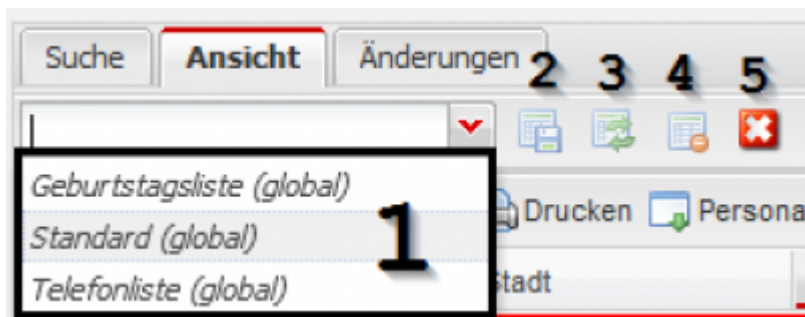 Suche Ansicht Änderungen
2 3 4 5
Geburtstagsliste (global)
1
Drucken Persona
Standard (global)
Stadt
Telefonliste (global)